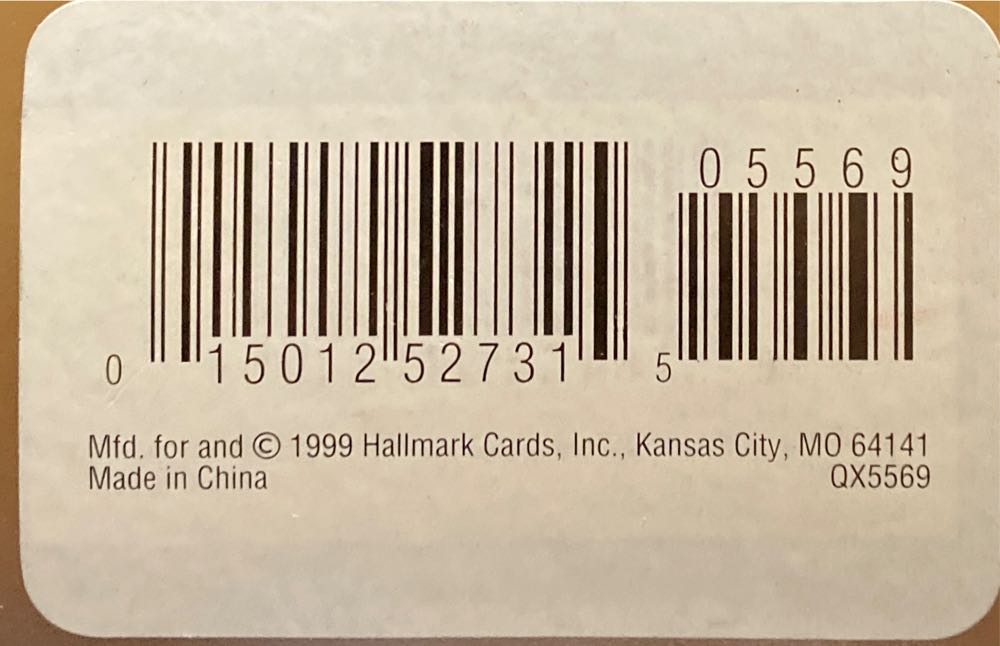 05569
0 15012 52731 5
Mfd. for and © 1999 Hallmark Cards, Inc., Kansas City, MO 64141
Made in China QX5569